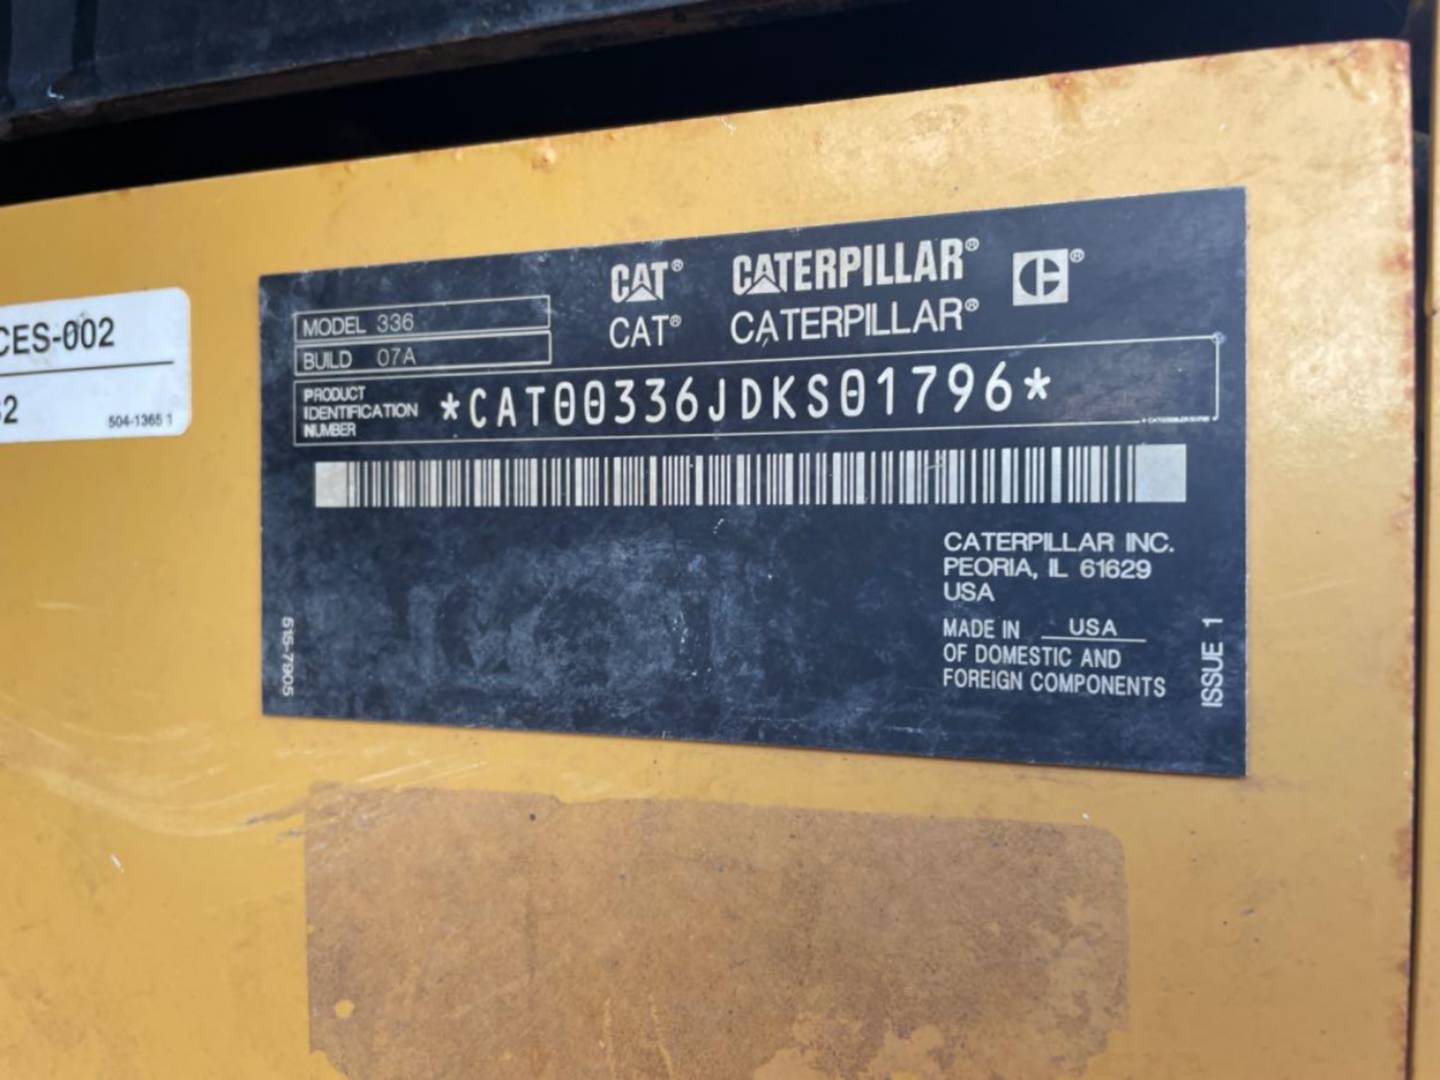 CES-002
504-1365 1
CAT® CATERPILLAR® ®
CAT® CATERPILLAR®
MODEL 336
BUILD 07A
PRODUCT
IDENTIFICATION
NUMBER
*CAT00336JDKS01796*
CATERPILLAR INC.
PEORIA, IL 61629
USA
MADE IN USA
OF DOMESTIC AND
FOREIGN COMPONENTS
515-7905
ISSUE 1